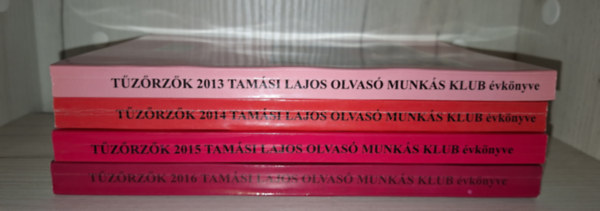 TŰZŐRZŐK 2013 TAMÁSI LAJOS OLVASÓ MUNKÁS KLUB évkönyve
TŰZŐRZŐK 2014 TAMÁSI LAJOS OLVASÓ MUNKÁS KLUB évkönyve
TŰZŐRZŐK 2015 TAMÁSI LAJOS OLVASÓ MUNKÁS KLUB évkönyve
TŰZŐRZŐK 2016 TAMÁSI LAJOS OLVASÓ MUNKÁS KLUB évkönyve